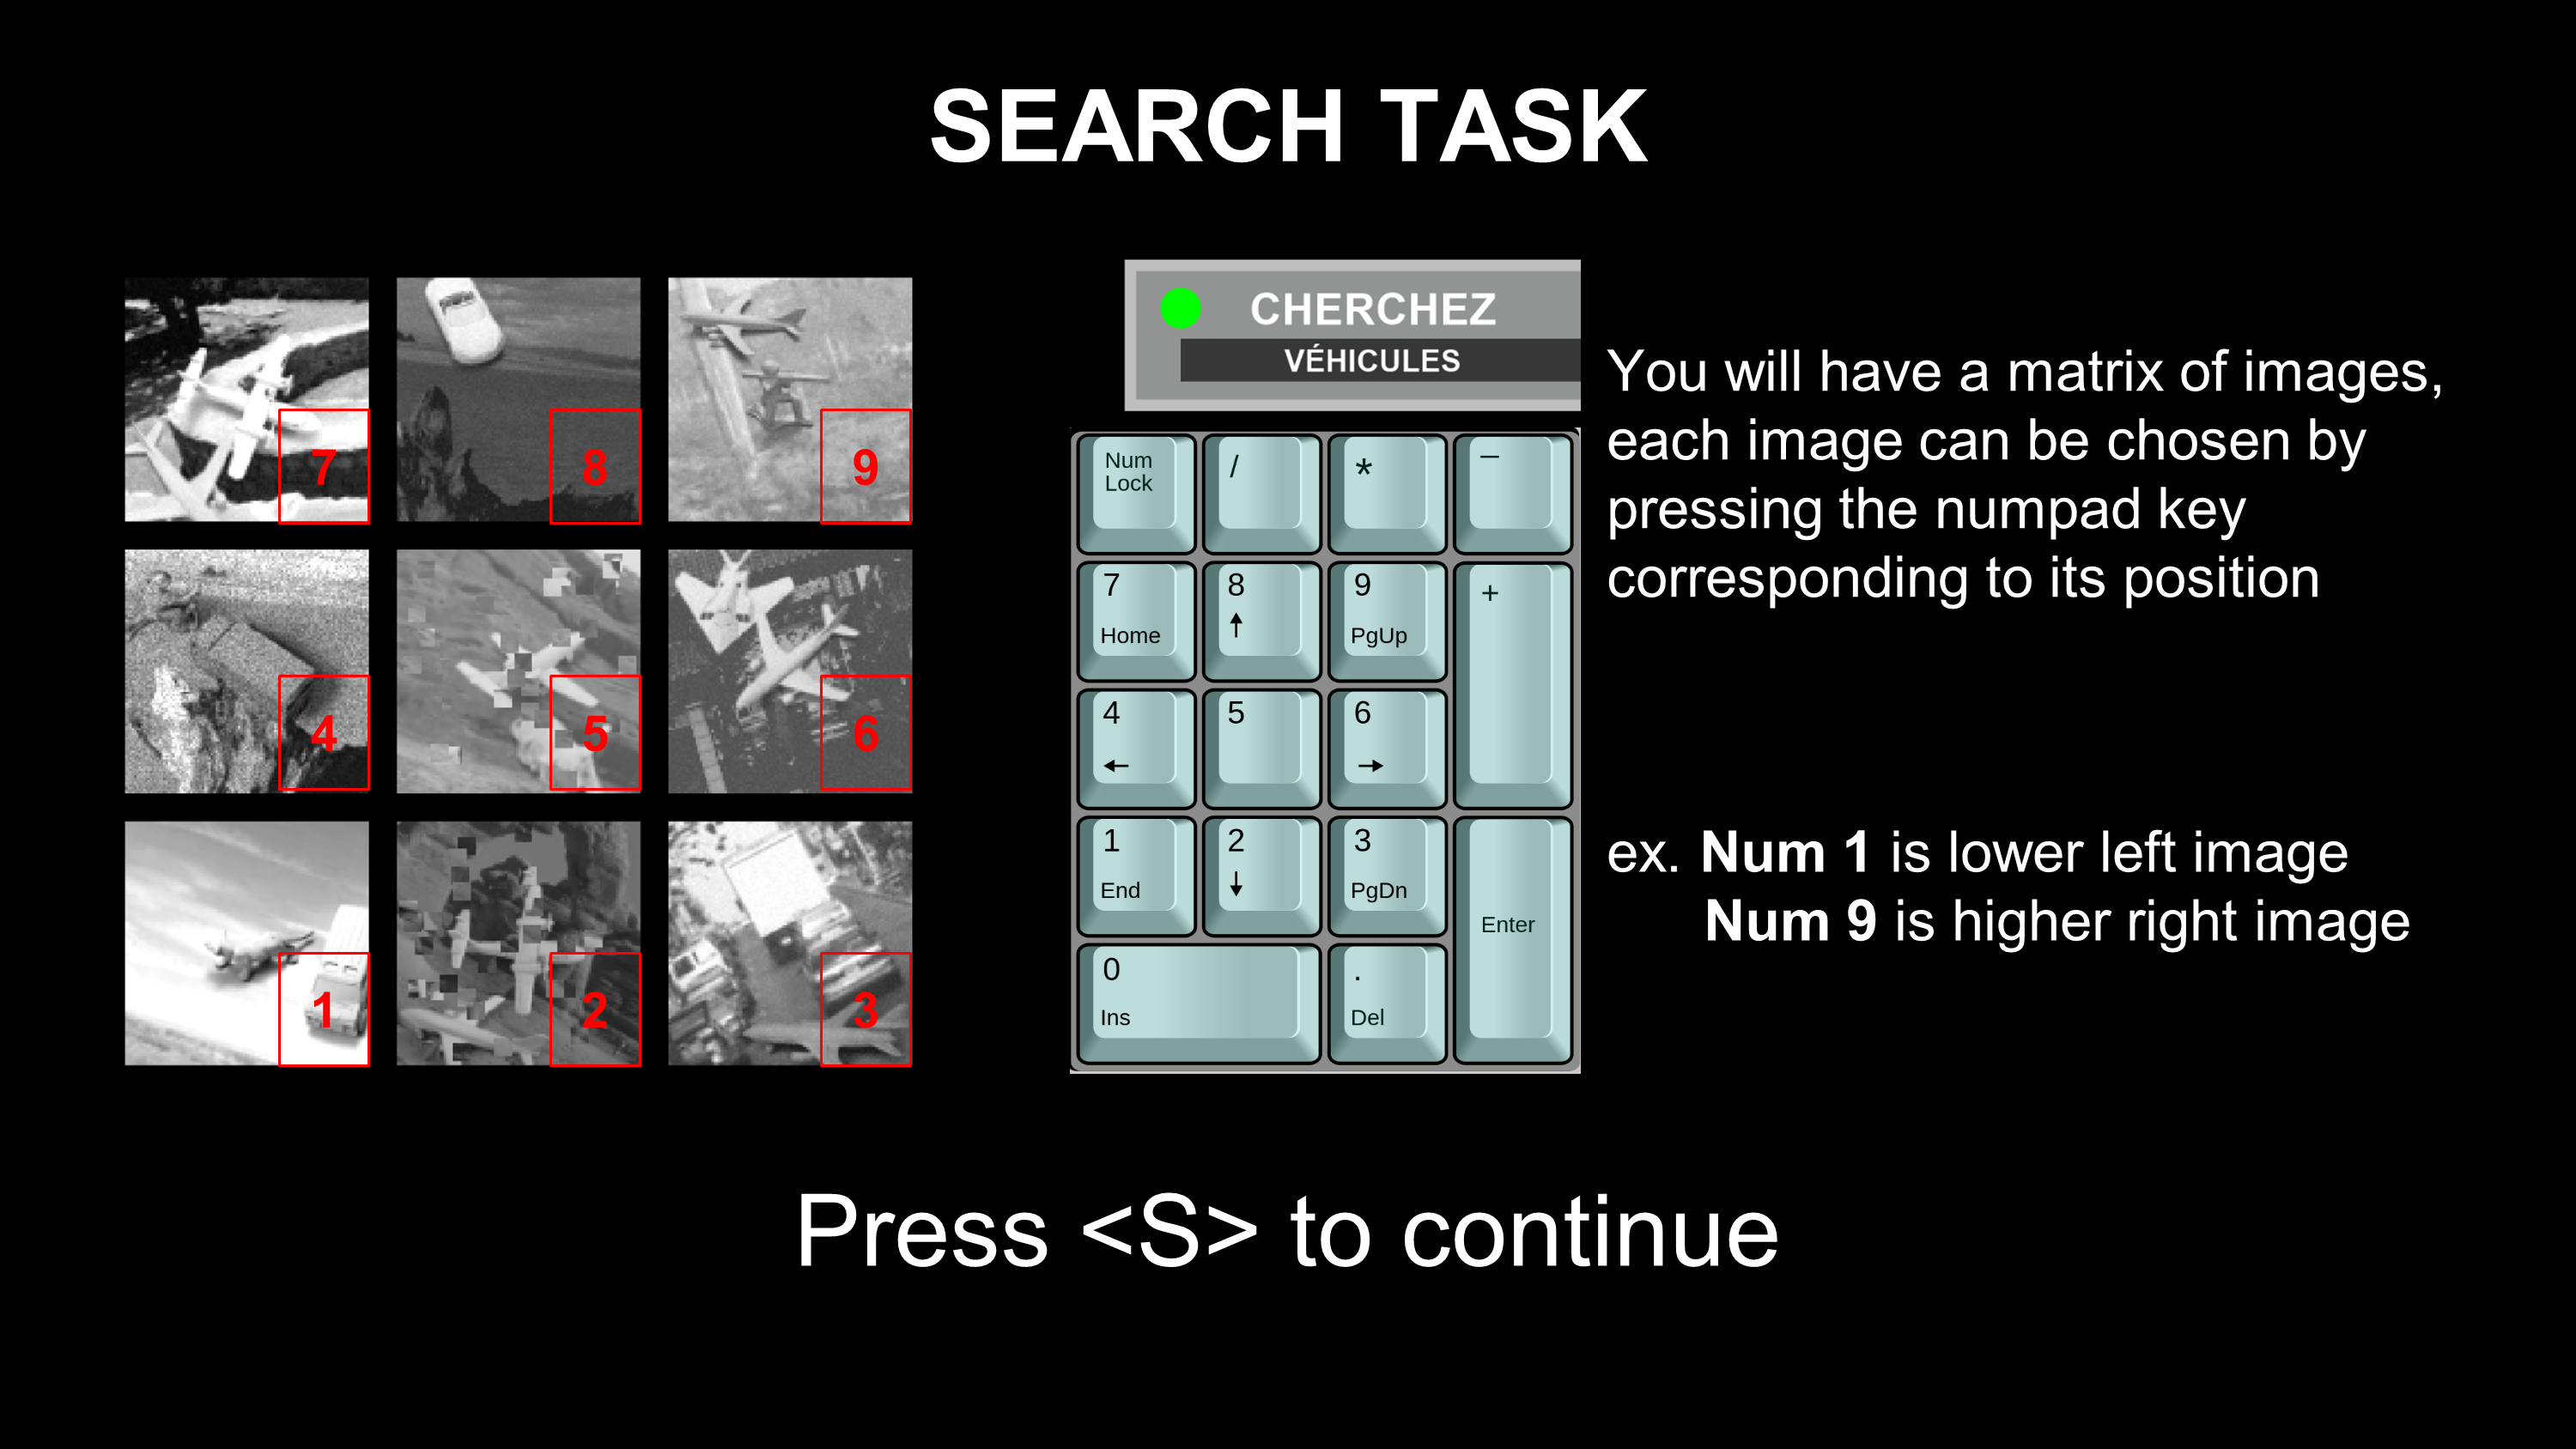 SEARCH TASK
7
8
9
4
5
6
1
2
3
CHERCHEZ
VÉHICULES
Num
Lock
/
*
–
7
Home
8
9
PgUp
+
4
5
6
1
End
2
3
PgDn
Enter
0
Ins
.
Del
You will have a matrix of images,
each image can be chosen by
pressing the numpad key
corresponding to its position
ex. Num 1 is lower left image
Num 9 is higher right image
Press <S> to continue